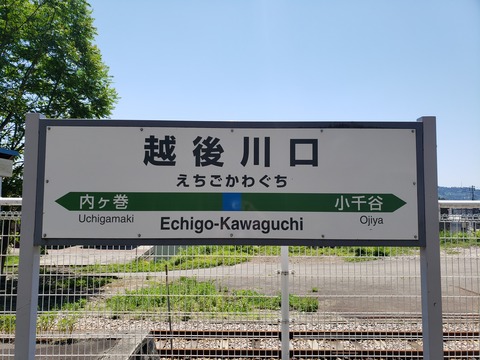 越後川口
えちごかわぐち
内ヶ巻 小千谷
Uchigamaki Ojiya
Echigo-Kawaguchi